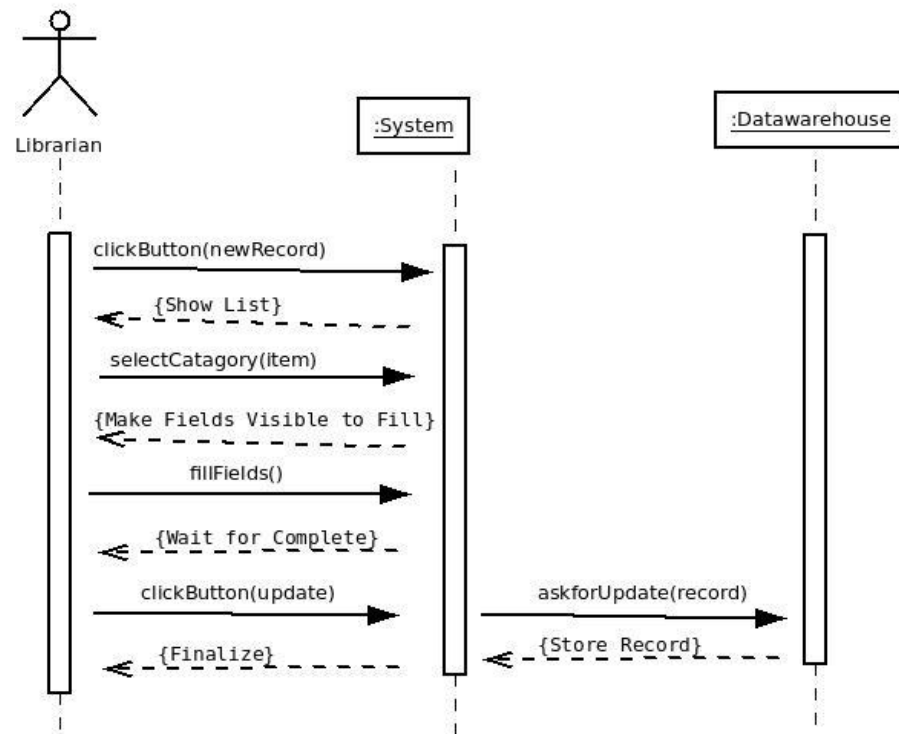 Librarian
:System
:Datawarehouse
clickButton(newRecord)
{Show List}
selectCatagory(item)
{Make Fields Visible to Fill}
fillFields()
{Wait for Complete}
clickButton(update)
askforUpdate(record)
{Finalize}
{Store Record}